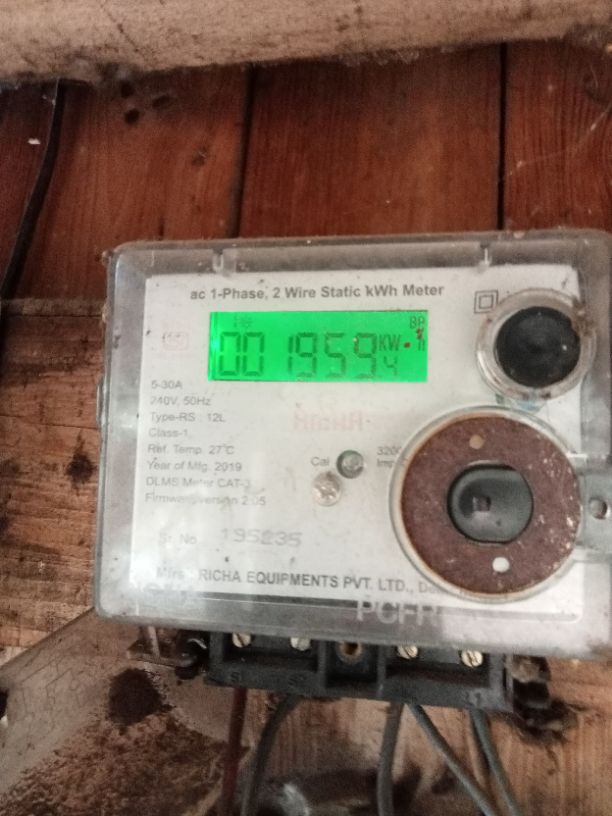 ac 1-Phase, 2 Wire Static kWh Meter
001959
KW
5-30A
240V, 50Hz
Type-RS : 12L
Class-1
Ref. Temp. 27°C
Year of Mfg. 2019
DLMS Meter CAT-
Firmware version 2.05
Cal
3200
Sr. No. 195235
RICHA EQUIPMENTS PVT. LTD.,